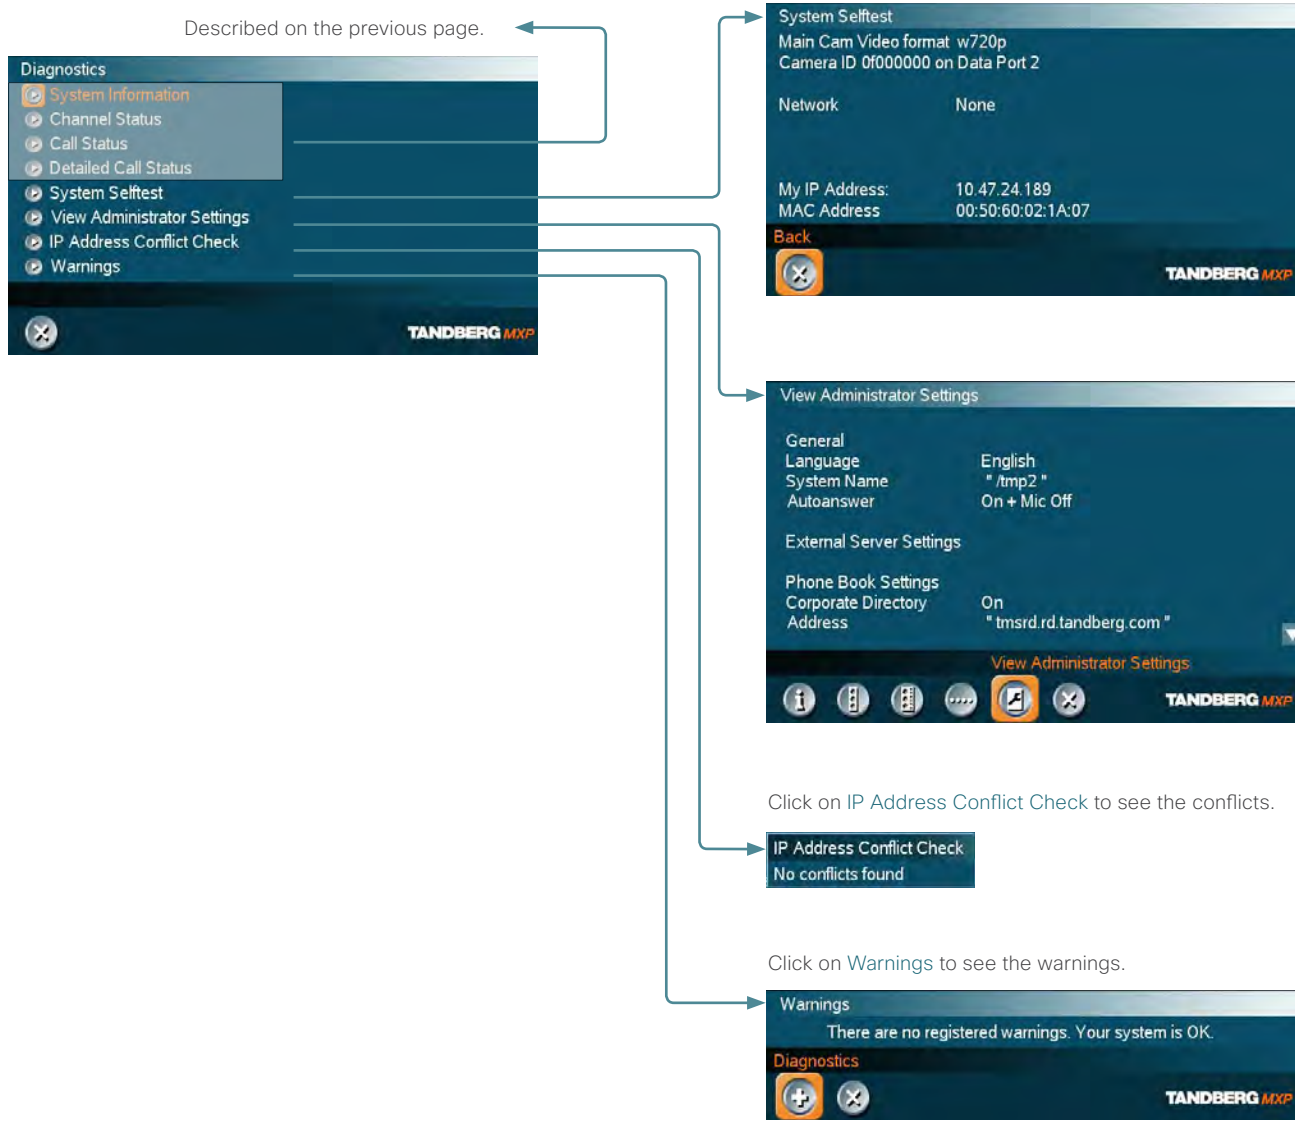 Described on the previous page.
Diagnostics
System Information
Channel Status
Call Status
Detailed Call Status
System Selftest
View Administrator Settings
IP Address Conflict Check
Warnings
TANDBERG MXP
System Selftest
Main Cam Video format w720p
Camera ID 0f000000 on Data Port 2
Network None
My IP Address: 10.47.24.189
MAC Address 00:50:60:02:1A:07
Back
TANDBERG MXP
View Administrator Settings
General
Language English
System Name " /tmp2 "
Autoanswer On + Mic Off
External Server Settings
Phone Book Settings
Corporate Directory On
Address " tmsrd.rd.tandberg.com "
View Administrator Settings
TANDBERG MXP
Click on IP Address Conflict Check to see the conflicts.
IP Address Conflict Check
No conflicts found
Click on Warnings to see the warnings.
Warnings
There are no registered warnings. Your system is OK.
Diagnostics
TANDBERG MXP